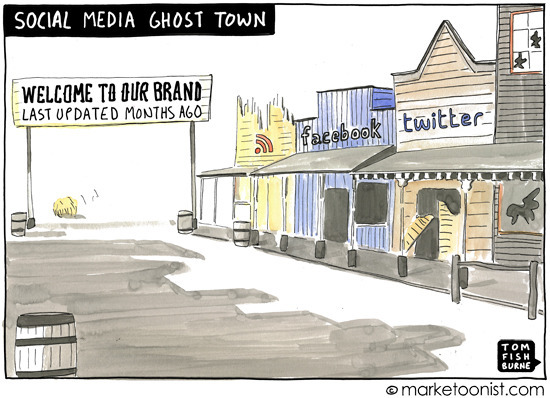 SOCIAL MEDIA GHOST TOWN
WELCOME TO OUR BRAND
LAST UPDATED MONTHS AGO
facebook
twitter
TOM
FISH
BURNE
© marketoonist.com